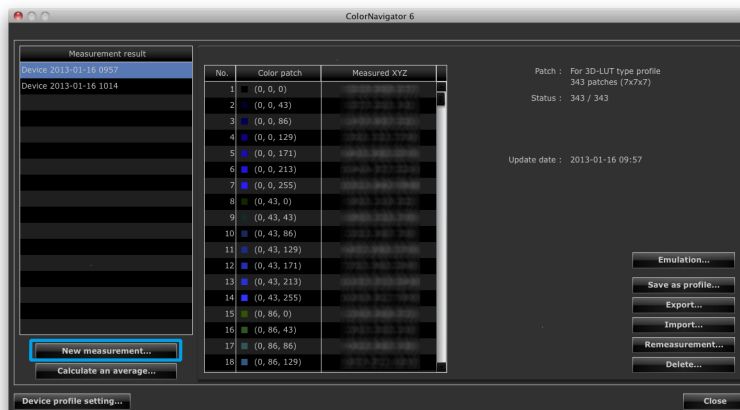 ColorNavigator 6
Measurement result
Device 2013-01-16 0957
Device 2013-01-16 1014
New measurement...
Calculate an average...
Device profile setting...
No. Color patch Measured XYZ
1 (0, 0, 0)
2 (0, 0, 43)
3 (0, 0, 86)
4 (0, 0, 129)
5 (0, 0, 171)
6 (0, 0, 213)
7 (0, 0, 255)
8 (0, 43, 0)
9 (0, 43, 43)
10 (0, 43, 86)
11 (0, 43, 129)
12 (0, 43, 171)
13 (0, 43, 213)
14 (0, 43, 255)
15 (0, 86, 0)
16 (0, 86, 43)
17 (0, 86, 86)
18 (0, 86, 129)
Patch : For 3D-LUT type profile
343 patches (7x7x7)
Status : 343 / 343
Update date : 2013-01-16 09:57
Emulation...
Save as profile...
Export...
Import...
Remeasurement...
Delete...
Close